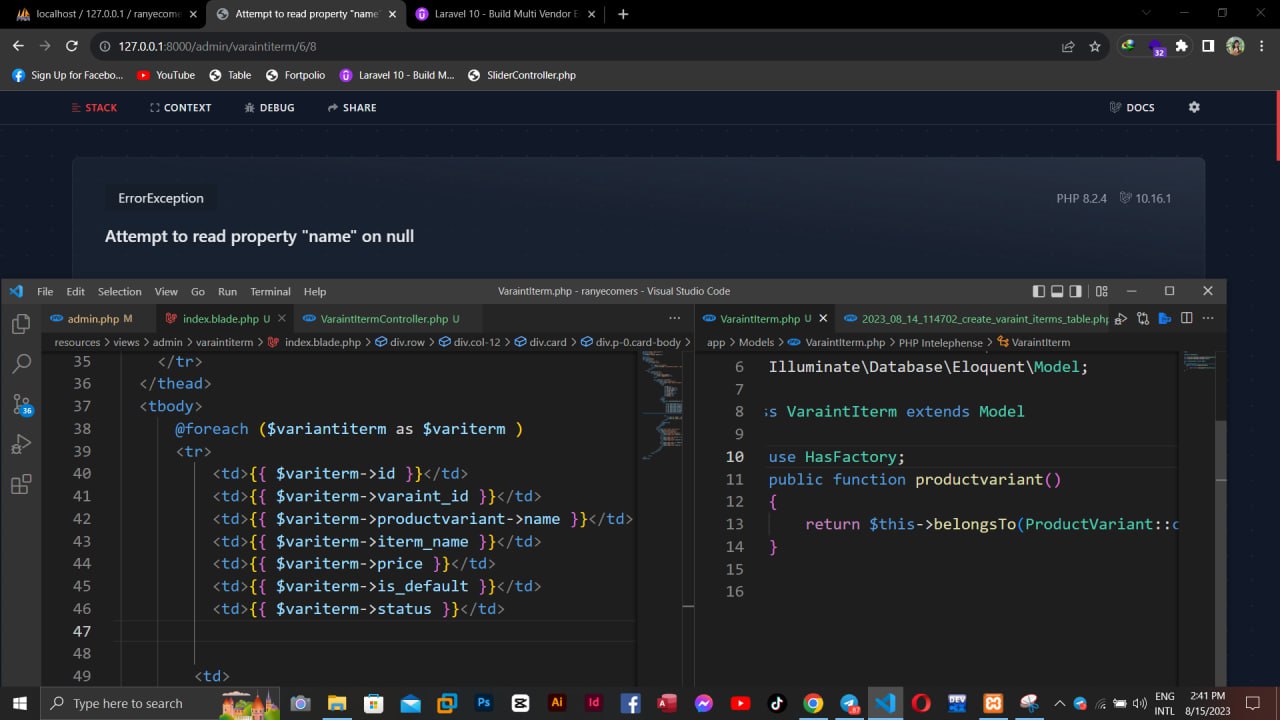 localhost / 127.0.0.1 / ranyecome
Attempt to read property "name"
Laravel 10 - Build Multi Vendor E
127.0.0.1:8000/admin/varaintiterm/6/8
32
Sign Up for Facebo...
YouTube
Table
Fortpolio
Laravel 10 - Build M...
SliderController.php
STACK
CONTEXT
DEBUG
SHARE
DOCS
ErrorException
PHP 8.2.4
10.16.1
Attempt to read property "name" on null
File Edit Selection View Go Run Terminal Help
VaraintIterm.php - ranyecomers - Visual Studio Code
admin.php M
index.blade.php U
VaraintItermController.php U
...
VaraintIterm.php U
2023_08_14_114702_create_varaint_iterms_table.php
...
resources > views > admin > varaintiterm > index.blade.php > div.row > div.col-12 > div.card > div.p-0.card-body >
app > Models > VaraintIterm.php > PHP Intelephense > VaraintIterm
36
35 </tr>
36 </thead>
37 <tbody>
38 @foreach ($variantiterm as $variterm )
39 <tr>
40 <td>{{ $variterm->id }}</td>
41 <td>{{ $variterm->varaint_id }}</td>
42 <td>{{ $variterm->productvariant->name }}</td>
43 <td>{{ $variterm->iterm_name }}</td>
44 <td>{{ $variterm->price }}</td>
45 <td>{{ $variterm->is_default }}</td>
46 <td>{{ $variterm->status }}</td>
47
48
49 <td>
6 Illuminate\Database\Eloquent\Model;
7
8 ss VaraintIterm extends Model
9
10 use HasFactory;
11 public function productvariant()
12 {
13 return $this->belongsTo(ProductVariant::c
14 }
15
16
Type here to search
ENG
INTL
2:41 PM
8/15/2023